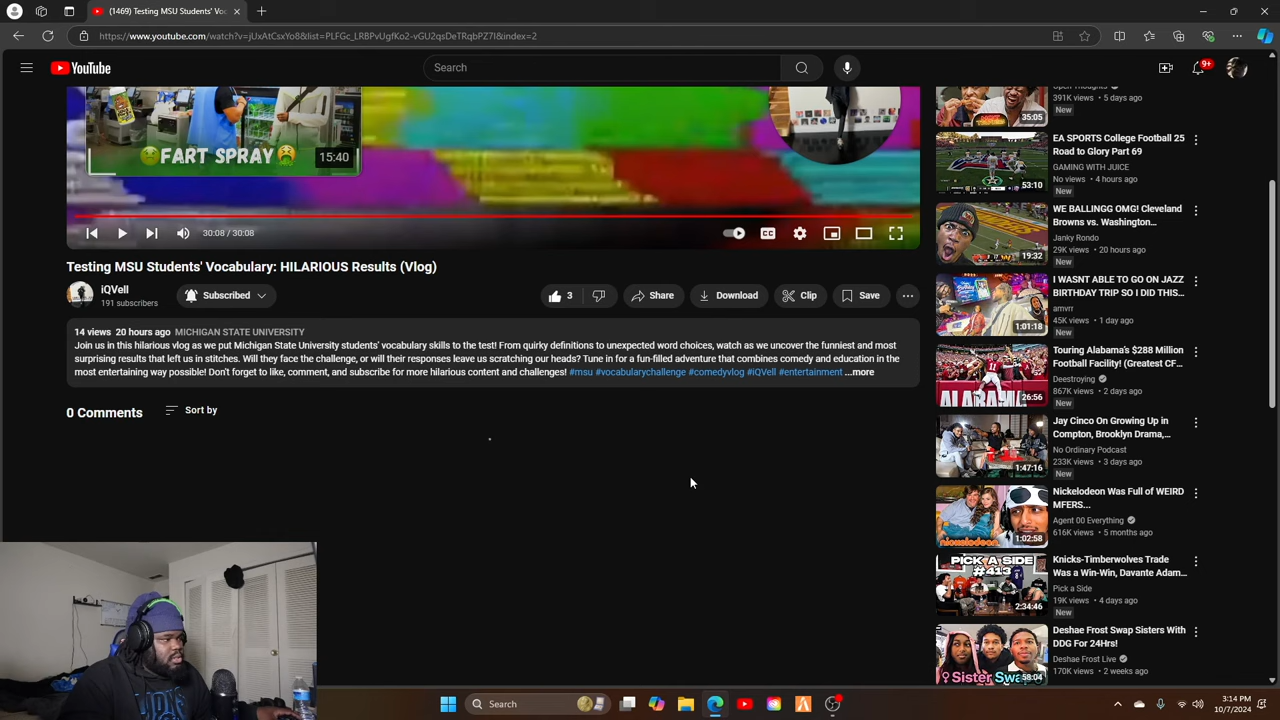 (1469) Testing MSU Students' Voc
https://www.youtube.com/watch?v=jUxAtCsxYo8&list=PLFGc_LRBPvUgfKo2-vGU2qsDeTRqbPZ7I&index=2
YouTube
Search
9+
FART SPRAY
15:40
30:08 / 30:08
CC
Testing MSU Students' Vocabulary: HILARIOUS Results (Vlog)
iQVell
191 subscribers
Subscribed
3
Share
Download
Clip
Save
14 views 20 hours ago MICHIGAN STATE UNIVERSITY
Join us in this hilarious vlog as we put Michigan State University students' vocabulary skills to the test! From quirky definitions to unexpected word choices, watch as we uncover the funniest and most
surprising results that left us in stitches. Will they face the challenge, or will their responses leave us scratching our heads? Tune in for a fun-filled adventure that combines comedy and education in the
most entertaining way possible! Don't forget to like, comment, and subscribe for more hilarious content and challenges! #msu #vocabularychallenge #comedyvlog #iQVell #entertainment ...more
0 Comments
Sort by
Open Thoughts
391K views • 5 days ago
New
35:05
EA SPORTS College Football 25
Road to Glory Part 69
GAMING WITH JUICE
No views • 4 hours ago
New
53:10
WE BALLINGG OMG! Cleveland
Browns vs. Washington...
Janky Rondo
29K views • 20 hours ago
New
19:32
I WASNT ABLE TO GO ON JAZZ
BIRTHDAY TRIP SO I DID THIS...
amvrr
45K views • 1 day ago
New
1:01:18
Touring Alabama's $288 Million
Football Facility! (Greatest CF...
Deestroying
867K views • 2 days ago
New
ALABAMA
26:56
Jay Cinco On Growing Up in
Compton, Brooklyn Drama,...
No Ordinary Podcast
233K views • 3 days ago
New
1:47:16
Nickelodeon Was Full of WEIRD
MFERS...
Agent 00 Everything
616K views • 5 months ago
nickelodeon
1:02:58
Knicks-Timberwolves Trade
Was a Win-Win, Davante Adam...
Pick a Side
19K views • 4 days ago
New
PICK A SIDE
#413
2:34:46
Deshae Frost Swap Sisters With
DDG For 24Hrs!
Deshae Frost Live
170K views • 2 weeks ago
Sister Swa
58:04
Search
3:14 PM
10/7/2024